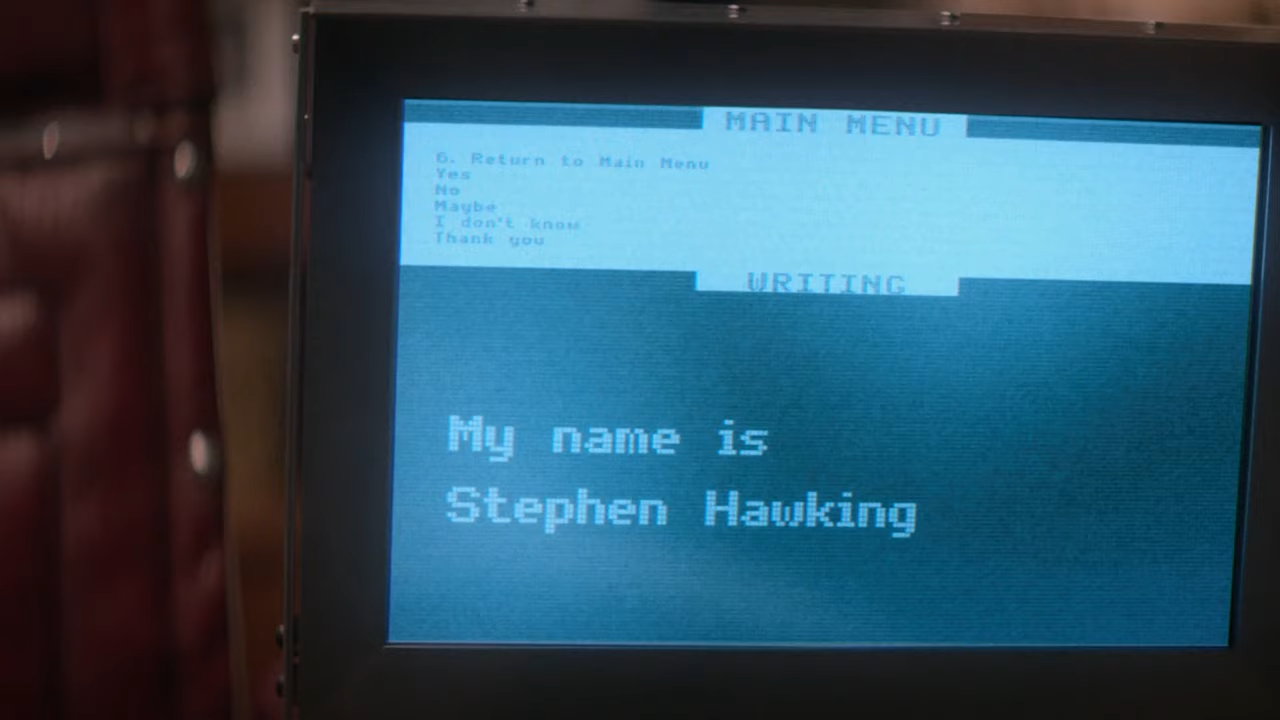 MAIN MENU
6. Return to Main Menu
Yes
No
Maybe
I don't know
Thank you
WRITING
My name is
Stephen Hawking